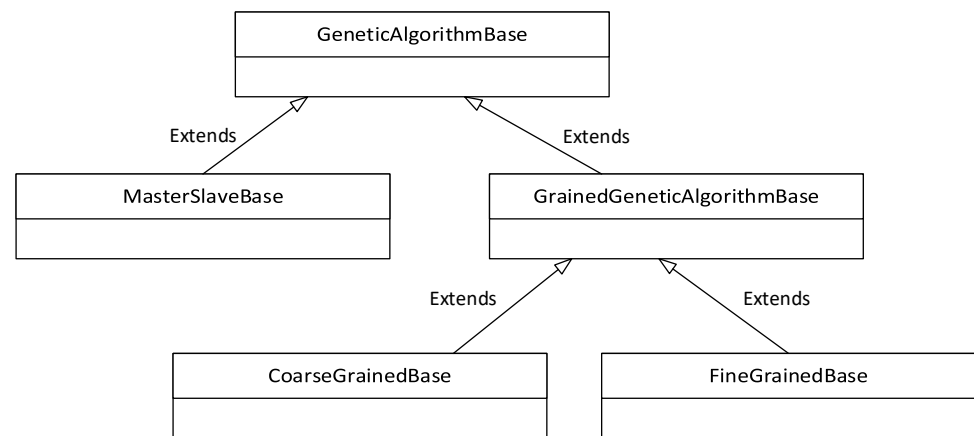 GeneticAlgorithmBase
Extends
Extends
MasterSlaveBase
GrainedGeneticAlgorithmBase
Extends
Extends
CoarseGrainedBase
FineGrainedBase